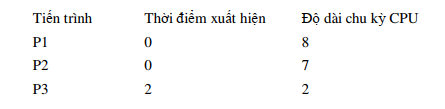 Tiến trình Thời điểm xuất hiện Độ dài chu kỳ CPU
P1 0 8
P2 0 7
P3 2 2